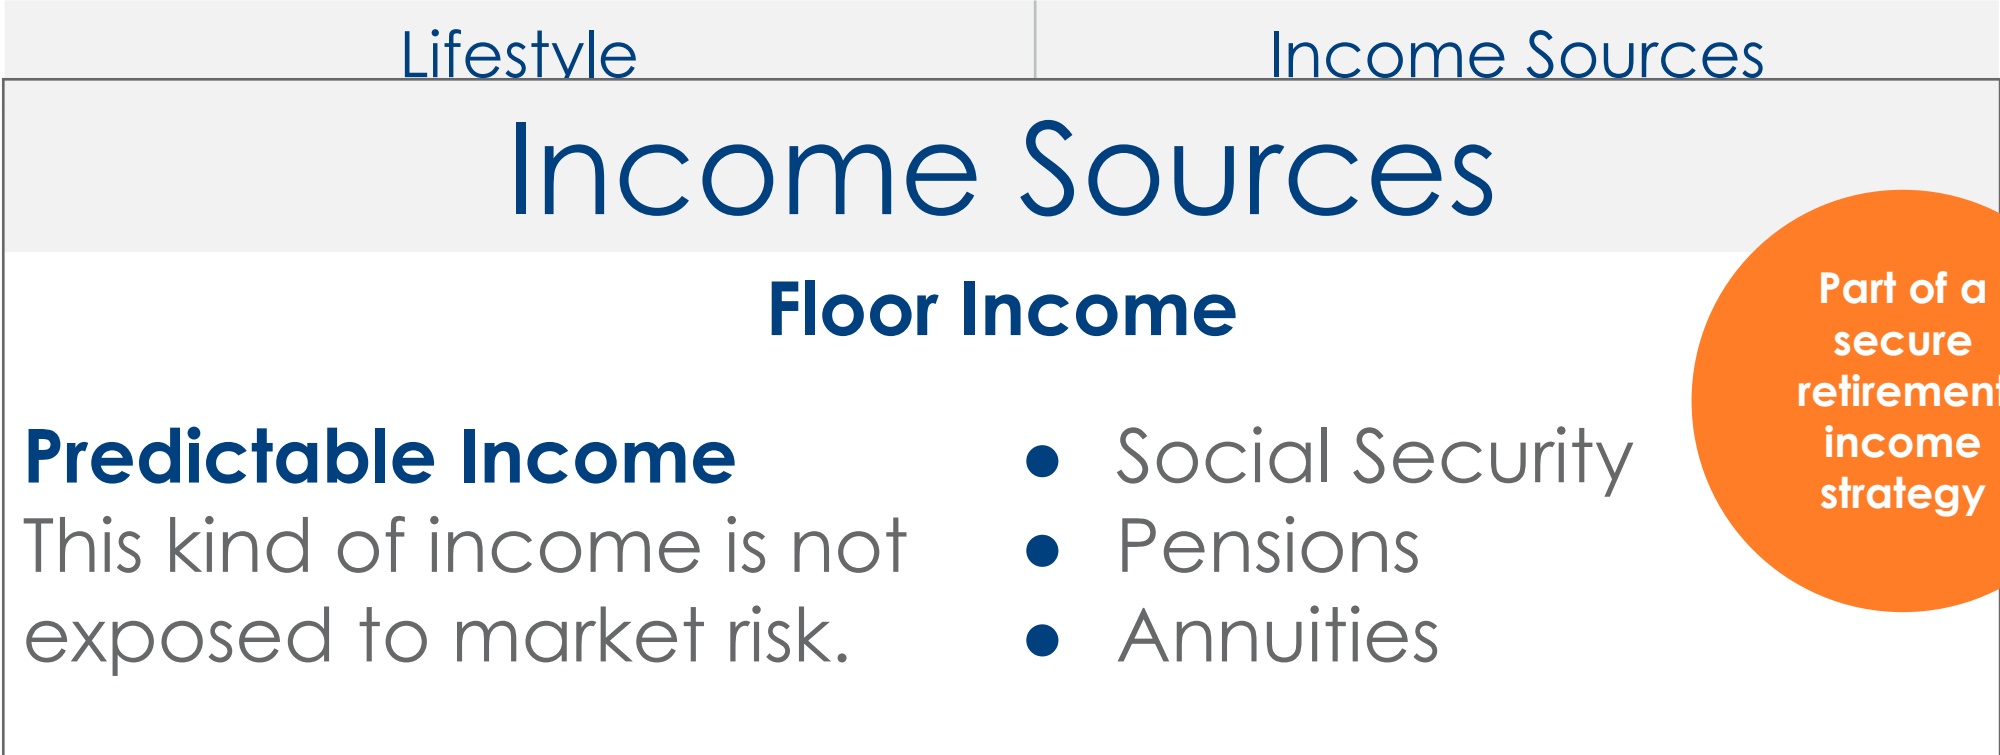 Lifestyle
Income Sources
Income Sources
Floor Income
Predictable Income
This kind of income is not
exposed to market risk.
● Social Security
● Pensions
● Annuities
Part of a
secure
retirement
income
strategy